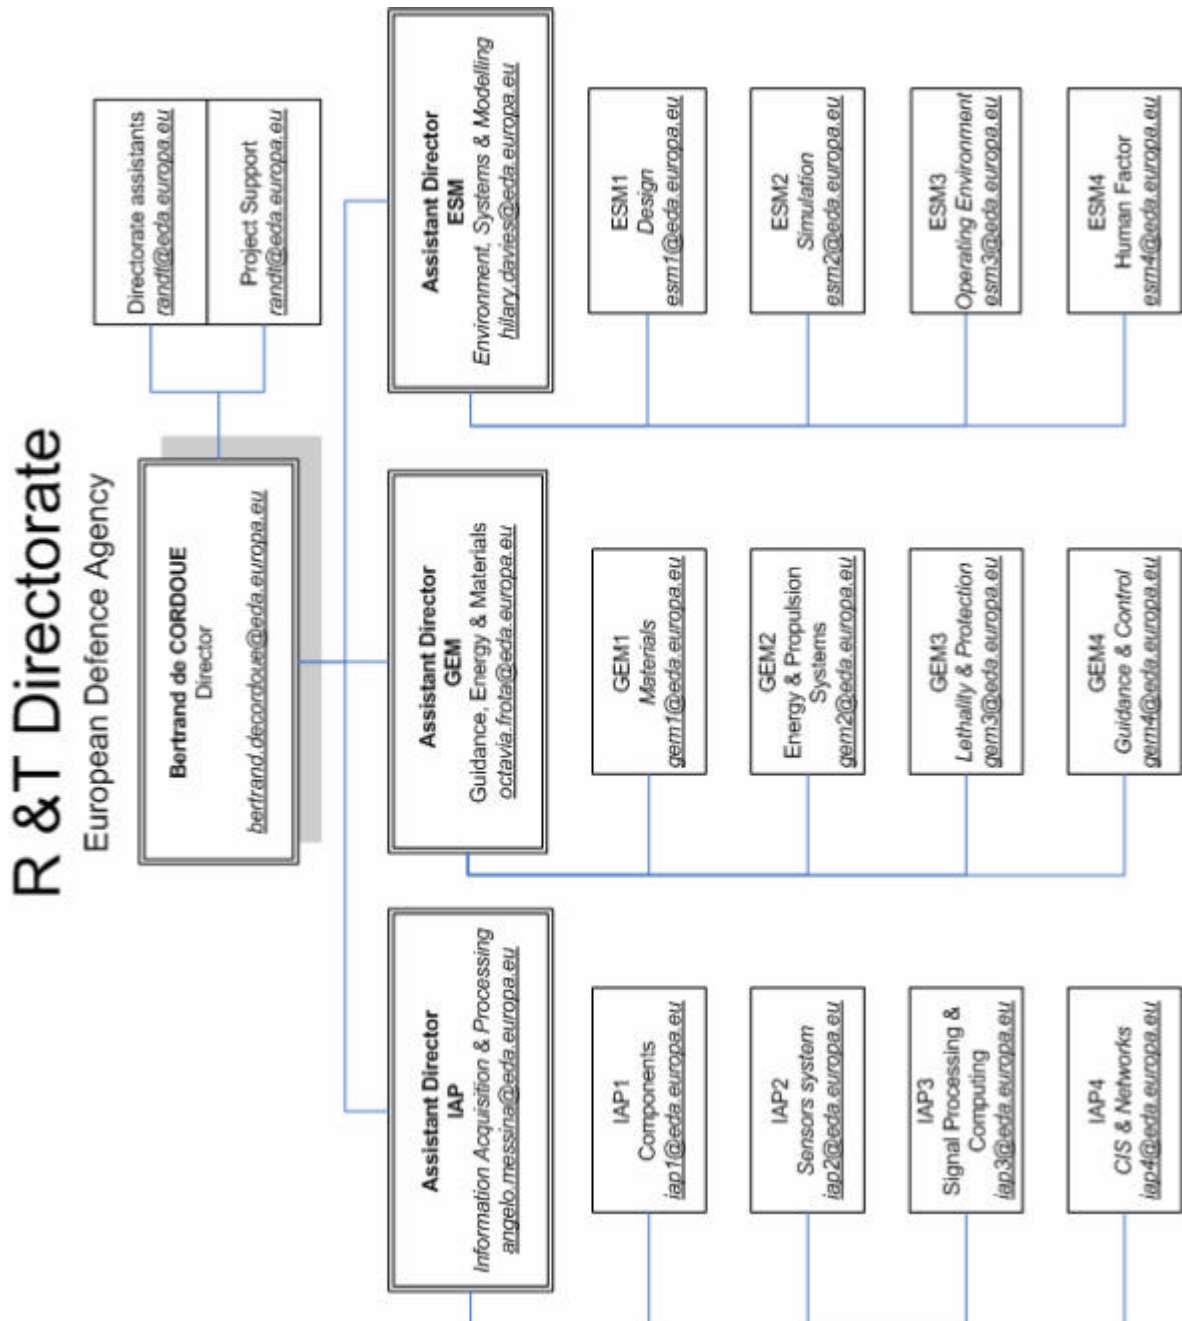 R &T Directorate
European Defence Agency
Bertrand de CORDOUE
Director
bertrand.decordoue@eda.europa.eu
Directorate assistants
randt@eda.europa.eu
Project Support
randt@eda.europa.eu
Assistant Director
IAP
Information Acquisition & Processing
angelo.messina@eda.europa.eu
Assistant Director
GEM
Guidance, Energy & Materials
octavia.frota@eda.europa.eu
Assistant Director
ESM
Environment, Systems & Modelling
hilary.davies@eda.europa.eu
IAP1
Components
iap1@eda.europa.eu
GEM1
Materials
gem1@eda.europa.eu
ESM1
Design
esm1@eda.europa.eu
IAP2
Sensors system
iap2@eda.europa.eu
GEM2
Energy & Propulsion
Systems
gem2@eda.europa.eu
ESM2
Simulation
esm2@eda.europa.eu
IAP3
Signal Processing &
Computing
iap3@eda.europa.eu
GEM3
Lethality & Protection
gem3@eda.europa.eu
ESM3
Operating Environment
esm3@eda.europa.eu
IAP4
CIS & Networks
iap4@eda.europa.eu
GEM4
Guidance & Control
gem4@eda.europa.eu
ESM4
Human Factor
esm4@eda.europa.eu